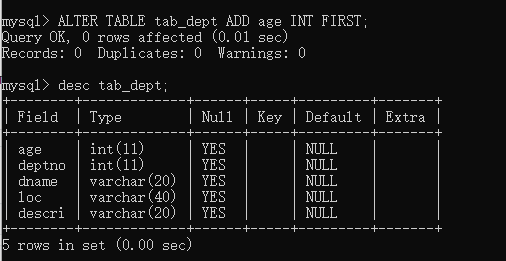 mysql> ALTER TABLE tab_dept ADD age INT FIRST;
Query OK, 0 rows affected (0.01 sec)
Records: 0  Duplicates: 0  Warnings: 0
mysql> desc tab_dept;
+--------+-------------+------+-----+---------+-------+
| Field  | Type        | Null | Key | Default | Extra |
+--------+-------------+------+-----+---------+-------+
| age    | int(11)     | YES  |     | NULL    |       |
| deptno | int(11)     | YES  |     | NULL    |       |
| dname  | varchar(20) | YES  |     | NULL    |       |
| loc    | varchar(40) | YES  |     | NULL    |       |
| descri | varchar(20) | YES  |     | NULL    |       |
+--------+-------------+------+-----+---------+-------+
5 rows in set (0.00 sec)